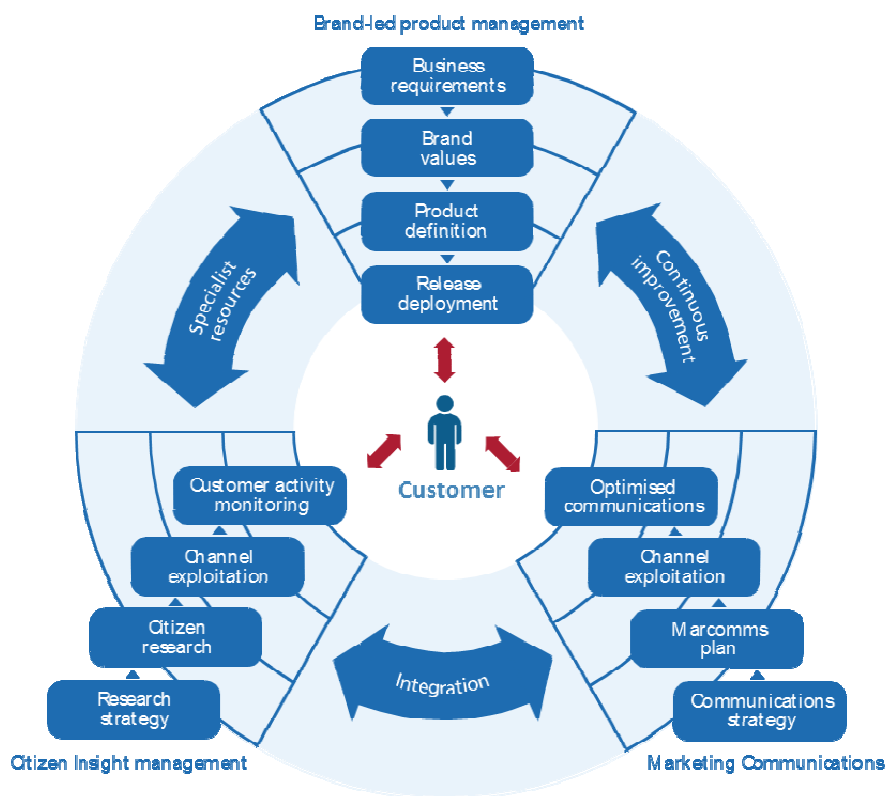 Brand-led product management
Business
requirements
Brand
values
Product
definition
Release
deployment
Specialist
resources
Continuous
improvement
Customer
Customer activity
monitoring
Channel
exploitation
Citizen
research
Research
strategy
Citizen Insight management
Integration
Optimised
communications
Channel
exploitation
Marcomms
plan
Communications
strategy
Marketing Communications